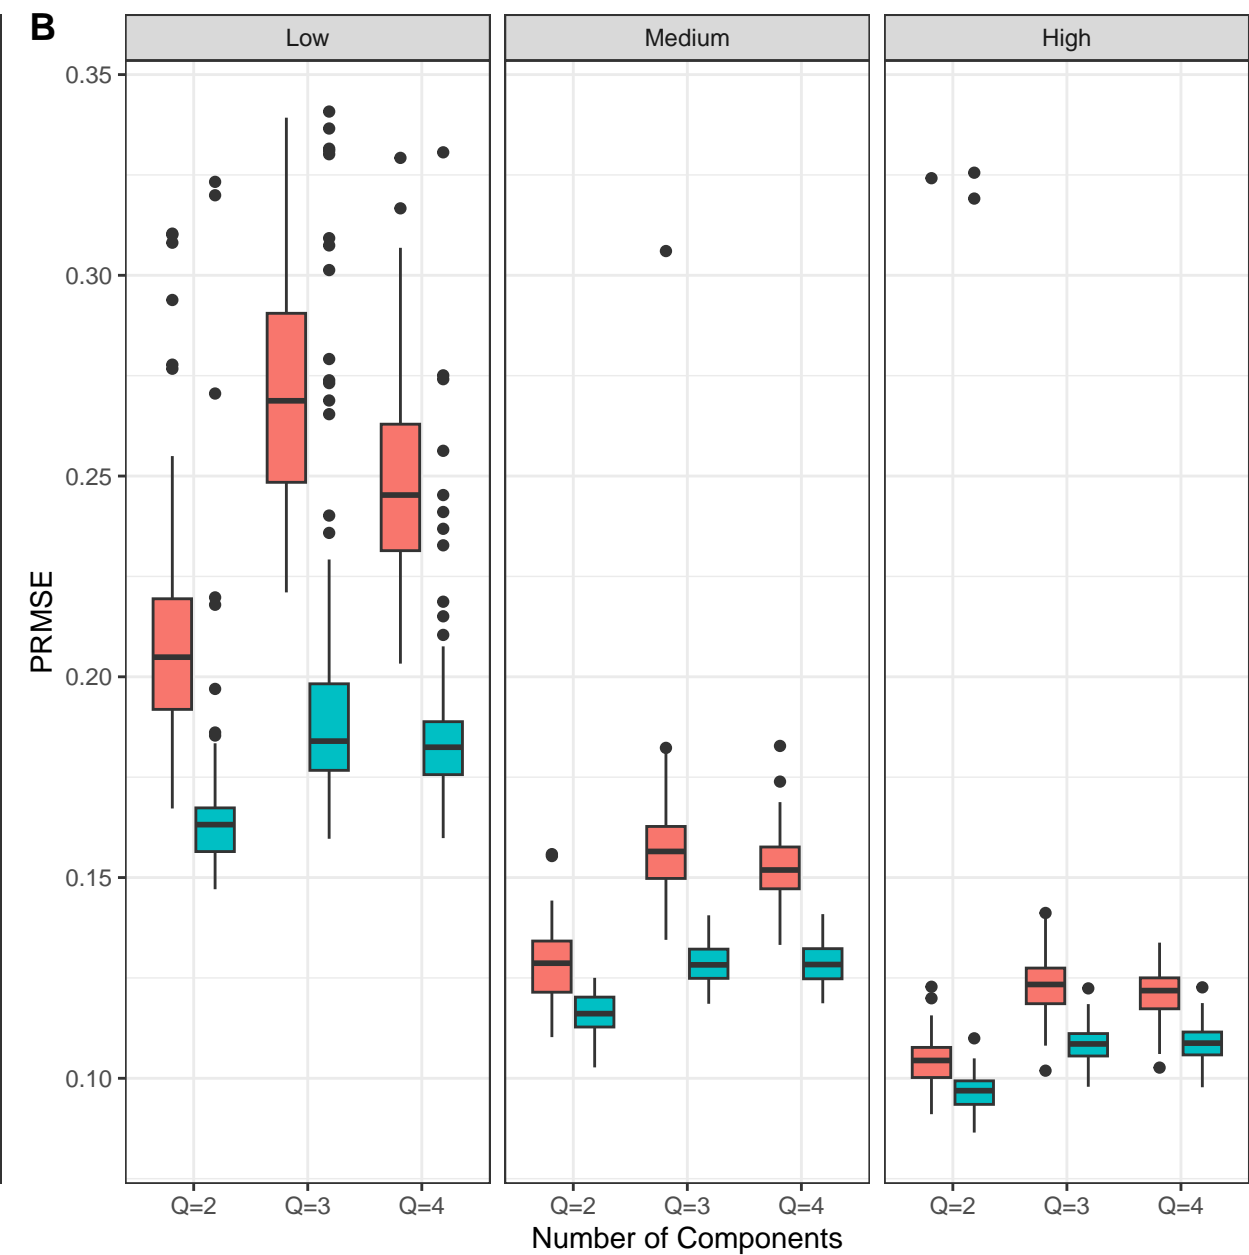 B
Low Medium High
0.35
0.30
0.25
0.20
0.15
0.10
PRMSE
Q=2 Q=3 Q=4 Q=2 Q=3 Q=4 Q=2 Q=3 Q=4
Number of Components